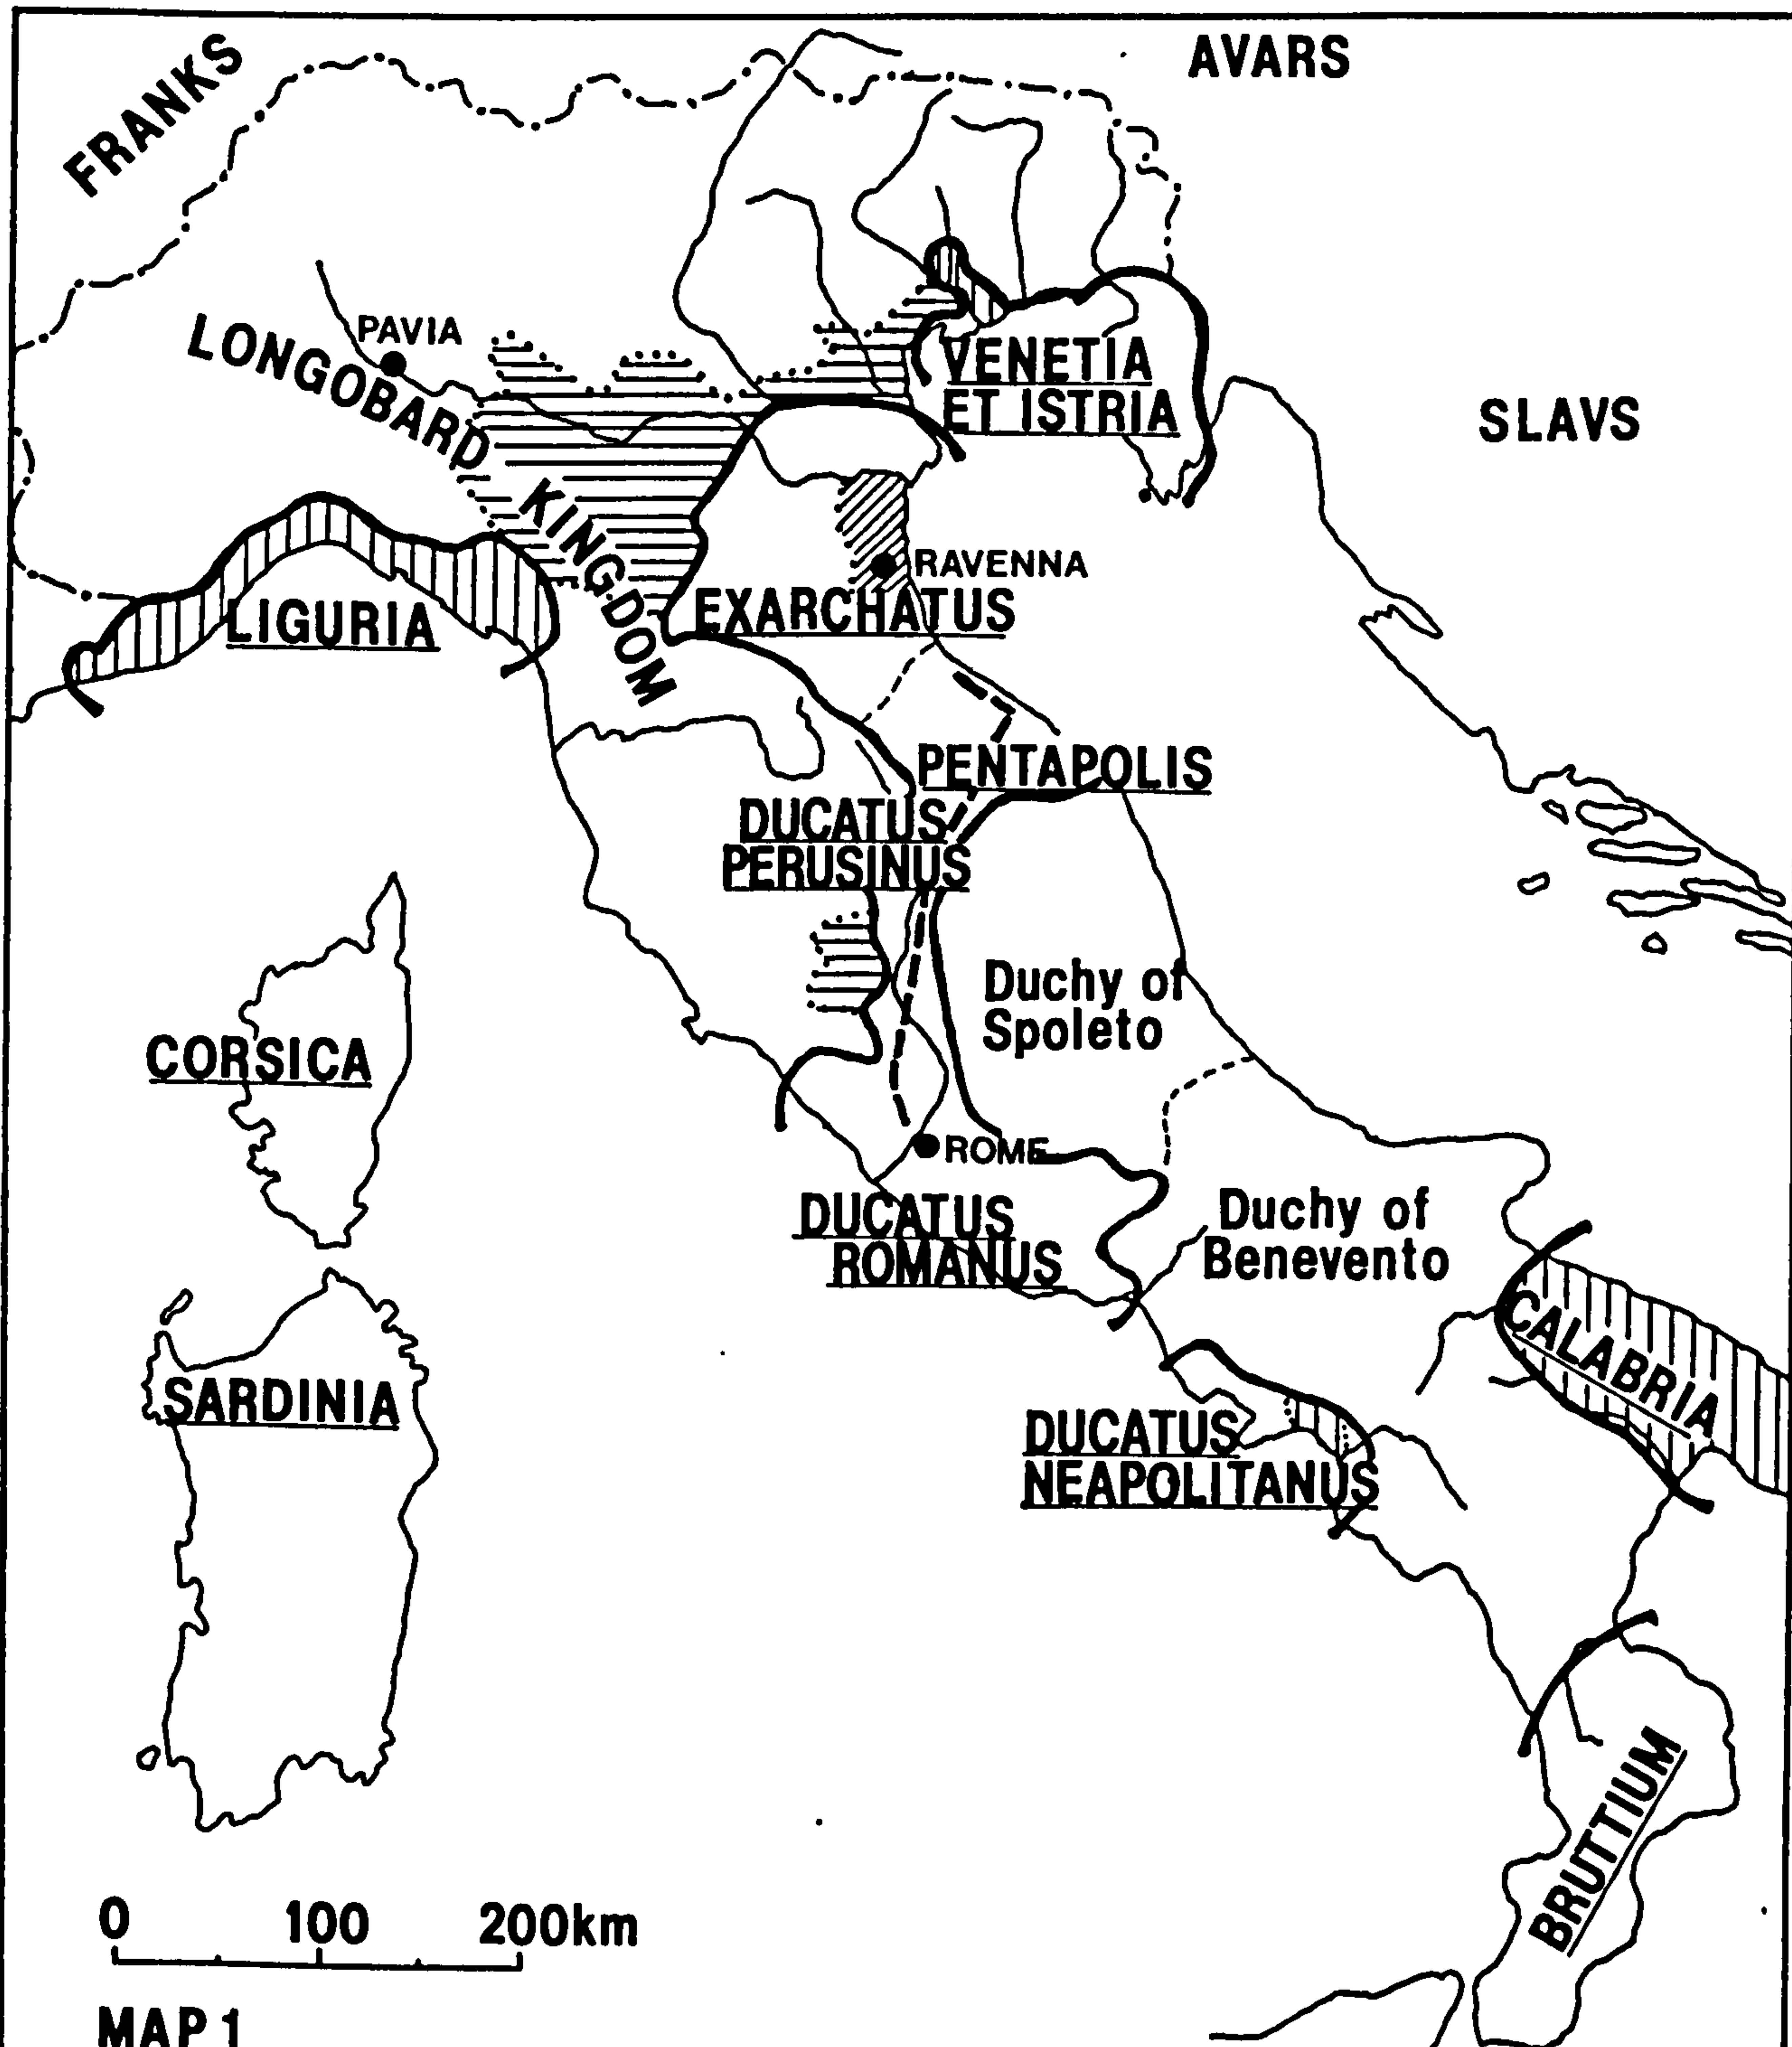 FRANKS
AVARS
PAVIA
LONGOBARD
KINGDOM
VENETIA
ET ISTRIA
SLAVS
RAVENNA
EXARCHATUS
LIGURIA
PENTAPOLIS
DUCATUS
PERUSINUS
Duchy of
Spoleto
CORSICA
ROME
DUCATUS
ROMANUS
Duchy of
Benevento
CALABRIA
SARDINIA
DUCATUS
NEAPOLITANUS
BRUTTIUM
0 100 200km
MAP 1